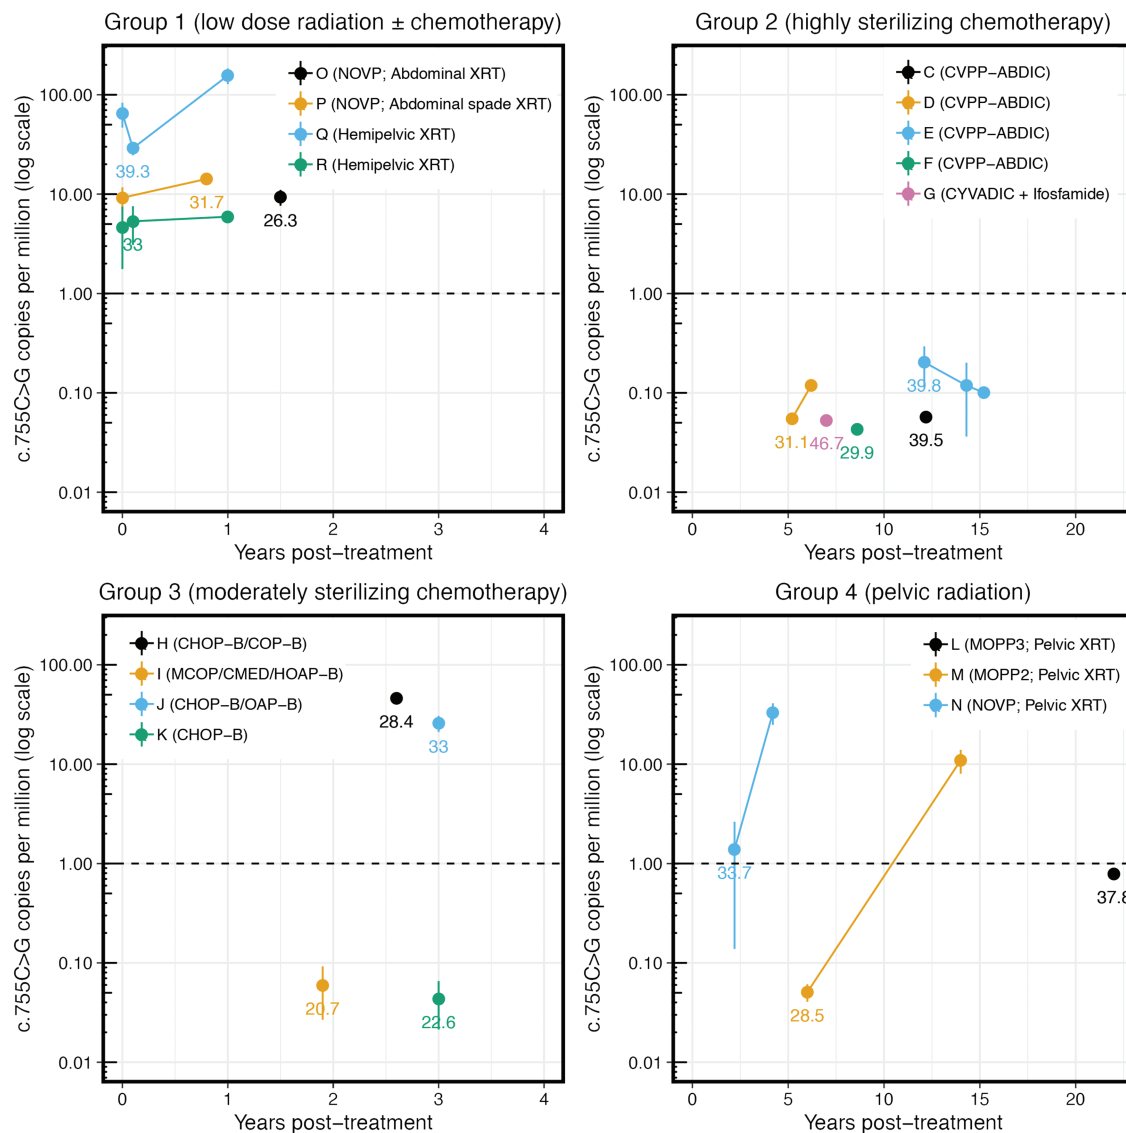 Group 1 (low dose radiation ± chemotherapy)
c.755C>G copies per million (log scale)
100.00
10.00
1.00
0.10
0.01
O (NOVP; Abdominal XRT)
P (NOVP; Abdominal spade XRT)
Q (Hemipelvic XRT)
R (Hemipelvic XRT)
39.3
31.7
33
26.3
0 1 2 3 4
Years post−treatment
Group 2 (highly sterilizing chemotherapy)
c.755C>G copies per million (log scale)
100.00
10.00
1.00
0.10
0.01
C (CVPP−ABDIC)
D (CVPP−ABDIC)
E (CVPP−ABDIC)
F (CVPP−ABDIC)
G (CYVADIC + Ifosfamide)
39.8
31.1
46.7
29.9
39.5
0 5 10 15 20
Years post−treatment
Group 3 (moderately sterilizing chemotherapy)
c.755C>G copies per million (log scale)
100.00
10.00
1.00
0.10
0.01
H (CHOP−B/COP−B)
I (MCOP/CMED/HOAP−B)
J (CHOP−B/OAP−B)
K (CHOP−B)
28.4
33
20.7
22.6
0 1 2 3 4
Years post−treatment
Group 4 (pelvic radiation)
c.755C>G copies per million (log scale)
100.00
10.00
1.00
0.10
0.01
L (MOPP3; Pelvic XRT)
M (MOPP2; Pelvic XRT)
N (NOVP; Pelvic XRT)
33.7
37.8
28.5
0 5 10 15 20
Years post−treatment